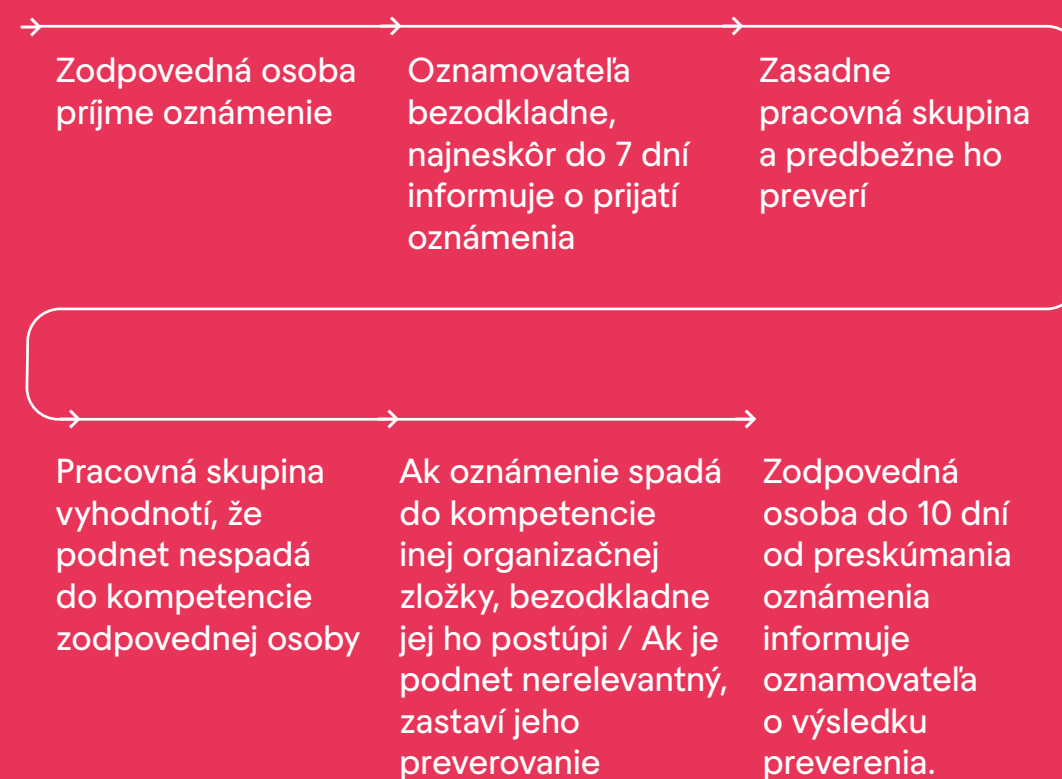 Zodpovedná osoba
príjme oznámenie
Oznamovateľa
bezodkladne,
najneskôr do 7 dní
informuje o prijatí
oznámenia
Zasadne
pracovná skupina
a predbežne ho
preverí
Pracovná skupina
vyhodnotí, že
podnet nespadá
do kompetencie
zodpovednej osoby
Ak oznámenie spadá
do kompetencie
inej organizačnej
zložky, bezodkladne
jej ho postúpi / Ak je
podnet nerelevantný,
zastaví jeho
preverovanie
Zodpovedná
osoba do 10 dní
od preskúmania
oznámenia
informuje
oznamovateľa
o výsledku
preverenia.